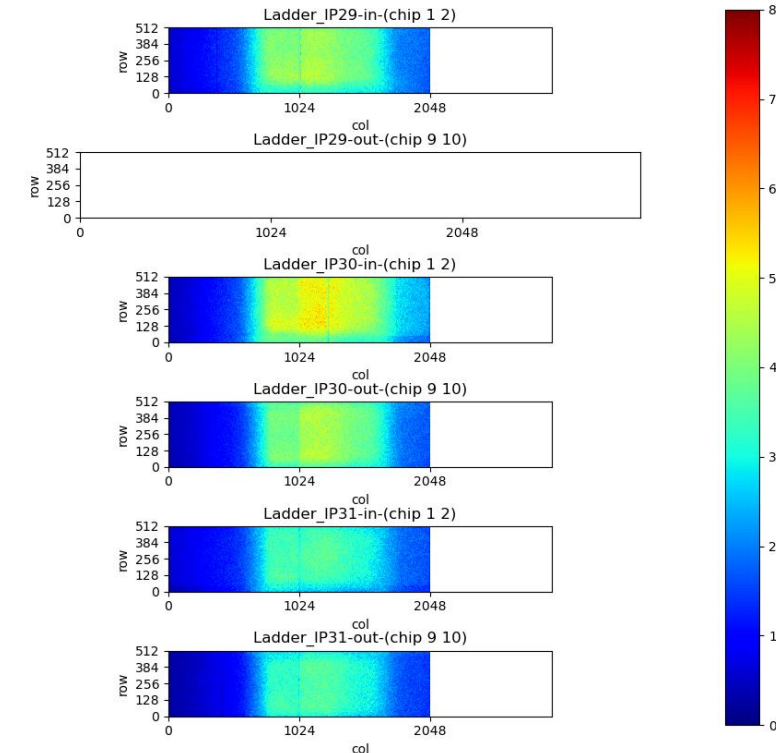 Ladder_IP29-in-(chip 1 2)
512
384
256
128
0
row
0 1024 2048
col
Ladder_IP29-out-(chip 9 10)
512
384
256
128
0
row
0 1024 2048
col
Ladder_IP30-in-(chip 1 2)
512
384
256
128
0
row
0 1024 2048
col
Ladder_IP30-out-(chip 9 10)
512
384
256
128
0
row
0 1024 2048
col
Ladder_IP31-in-(chip 1 2)
512
384
256
128
0
row
0 1024 2048
col
Ladder_IP31-out-(chip 9 10)
512
384
256
128
0
row
0 1024 2048
col
8
7
6
5
4
3
2
1
0